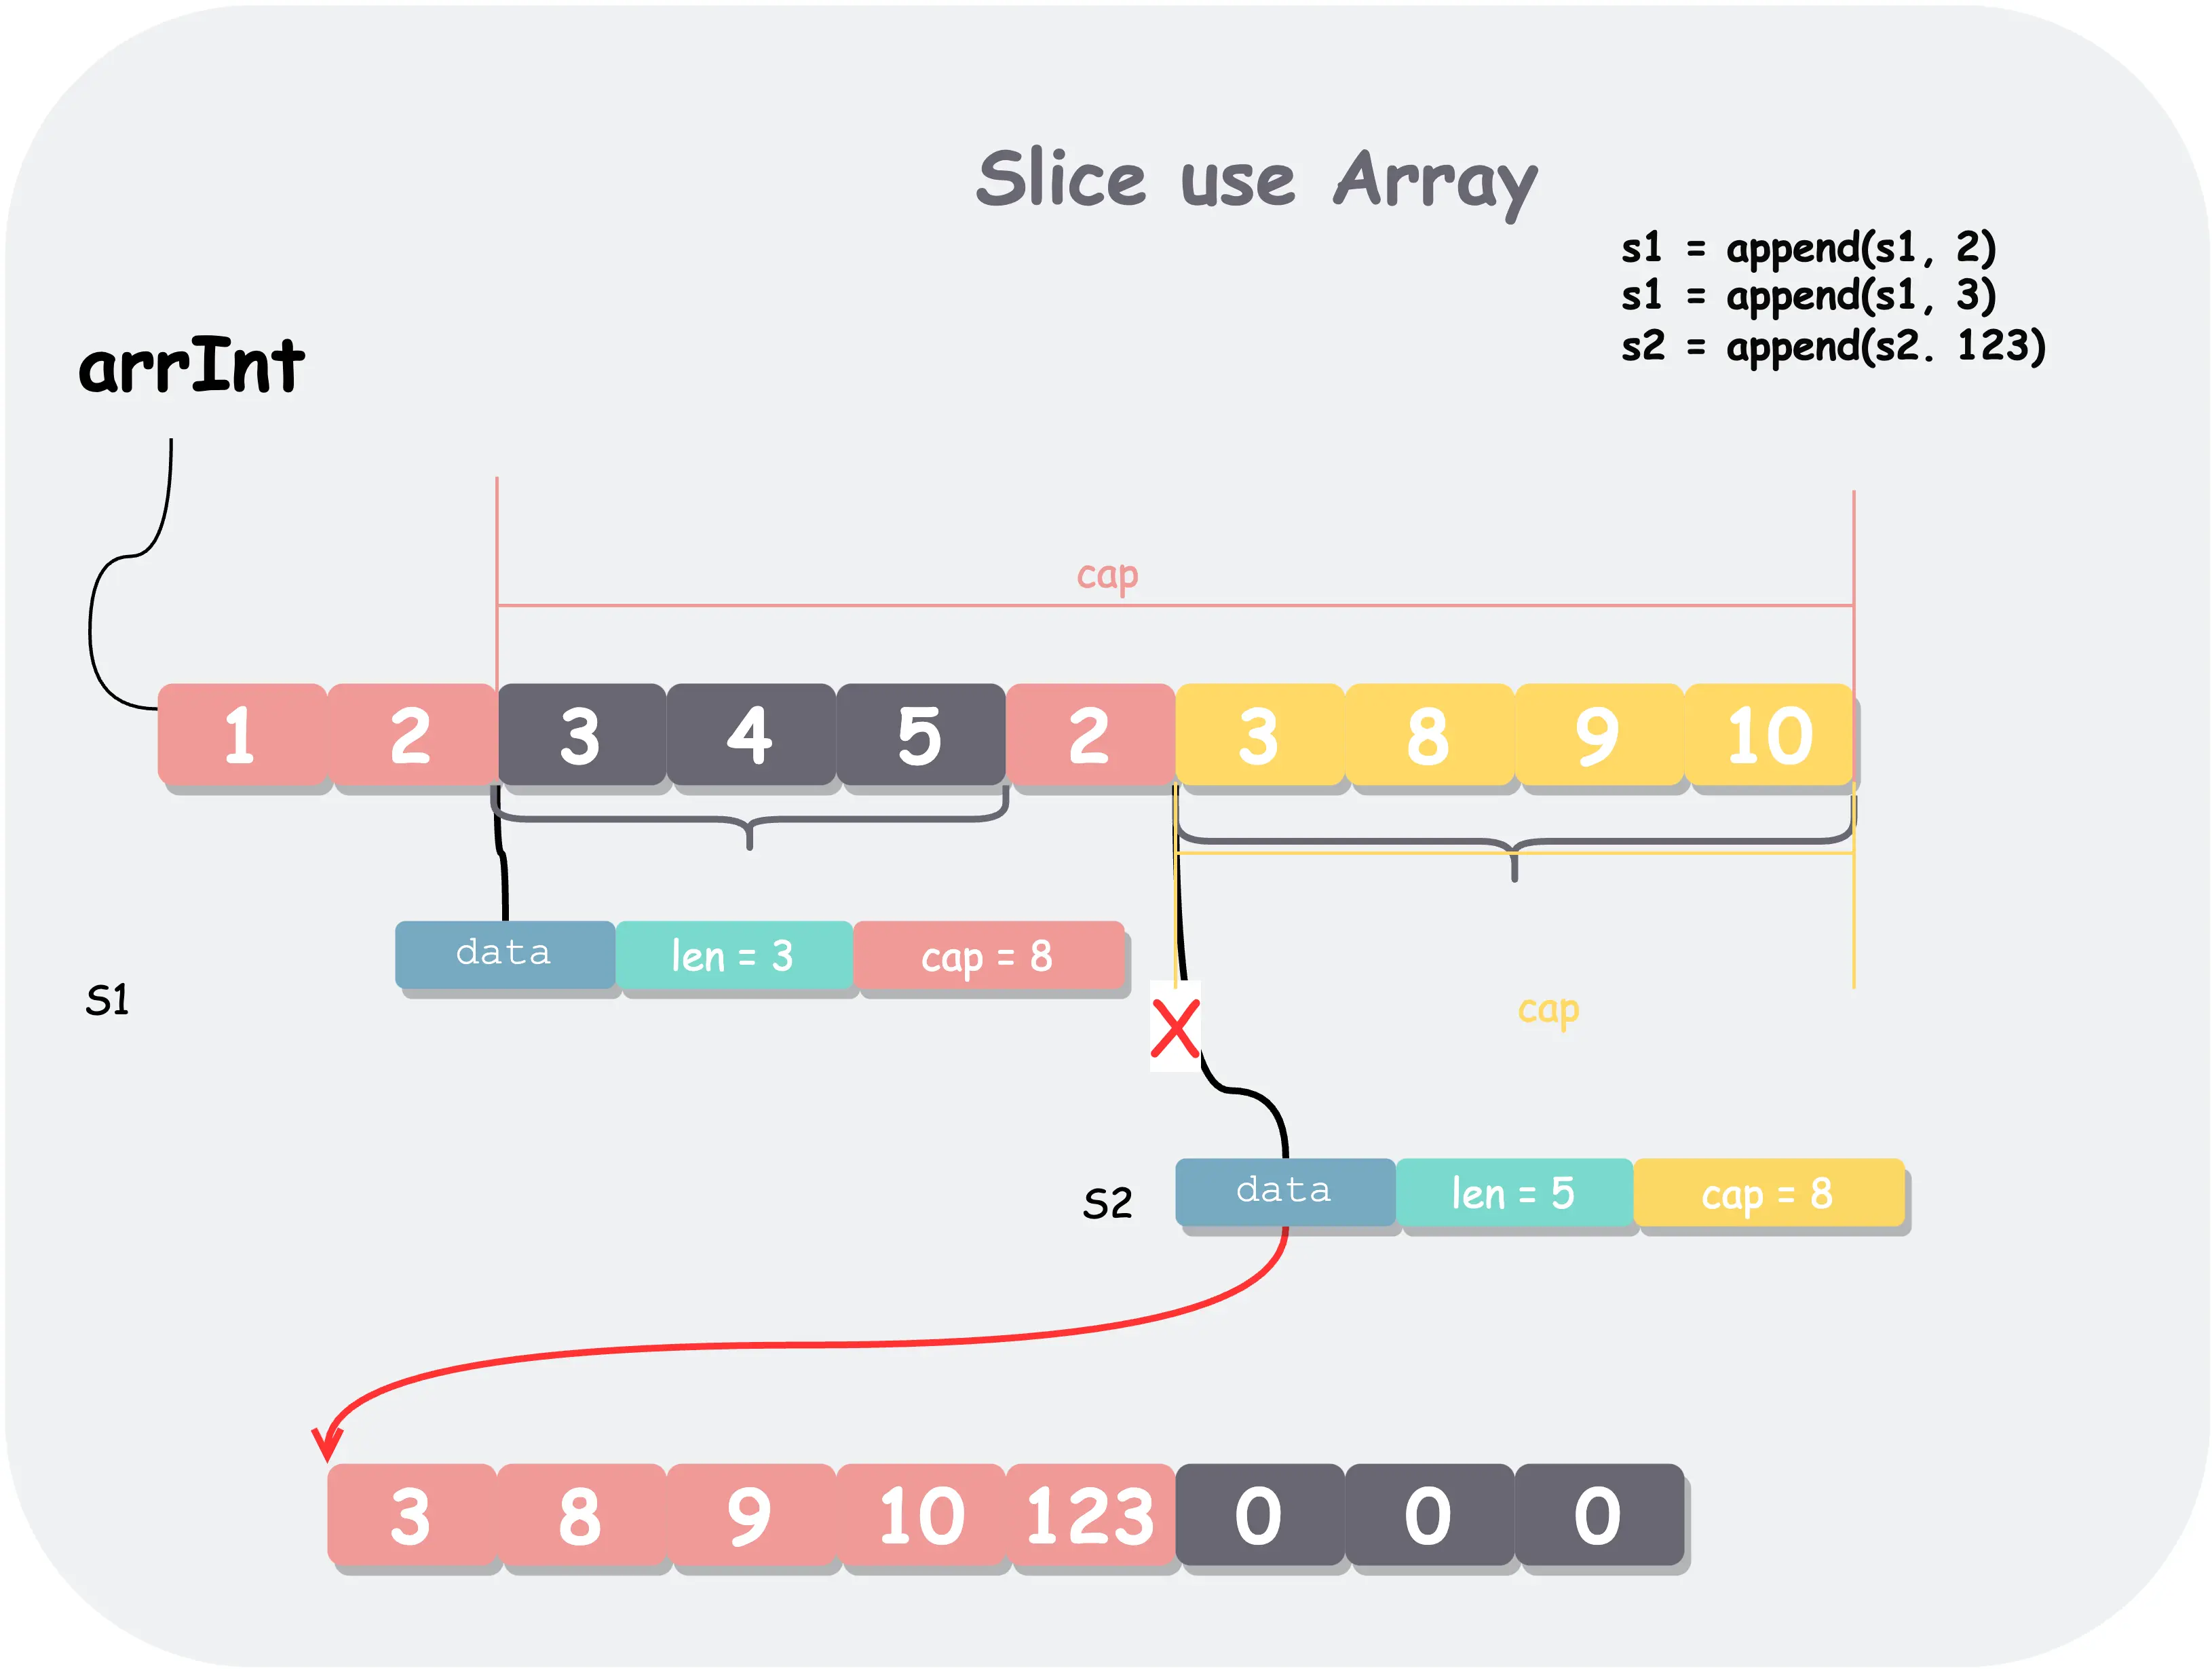 Slice use Array
s1 = append(s1, 2)
s1 = append(s1, 3)
s2 = append(s2. 123)
arrInt
cap
1 2 3 4 5 2 3 8 9 10
data len = 3 cap = 8
S1
X
cap
S2 data len = 5 cap = 8
3 8 9 10 123 0 0 0